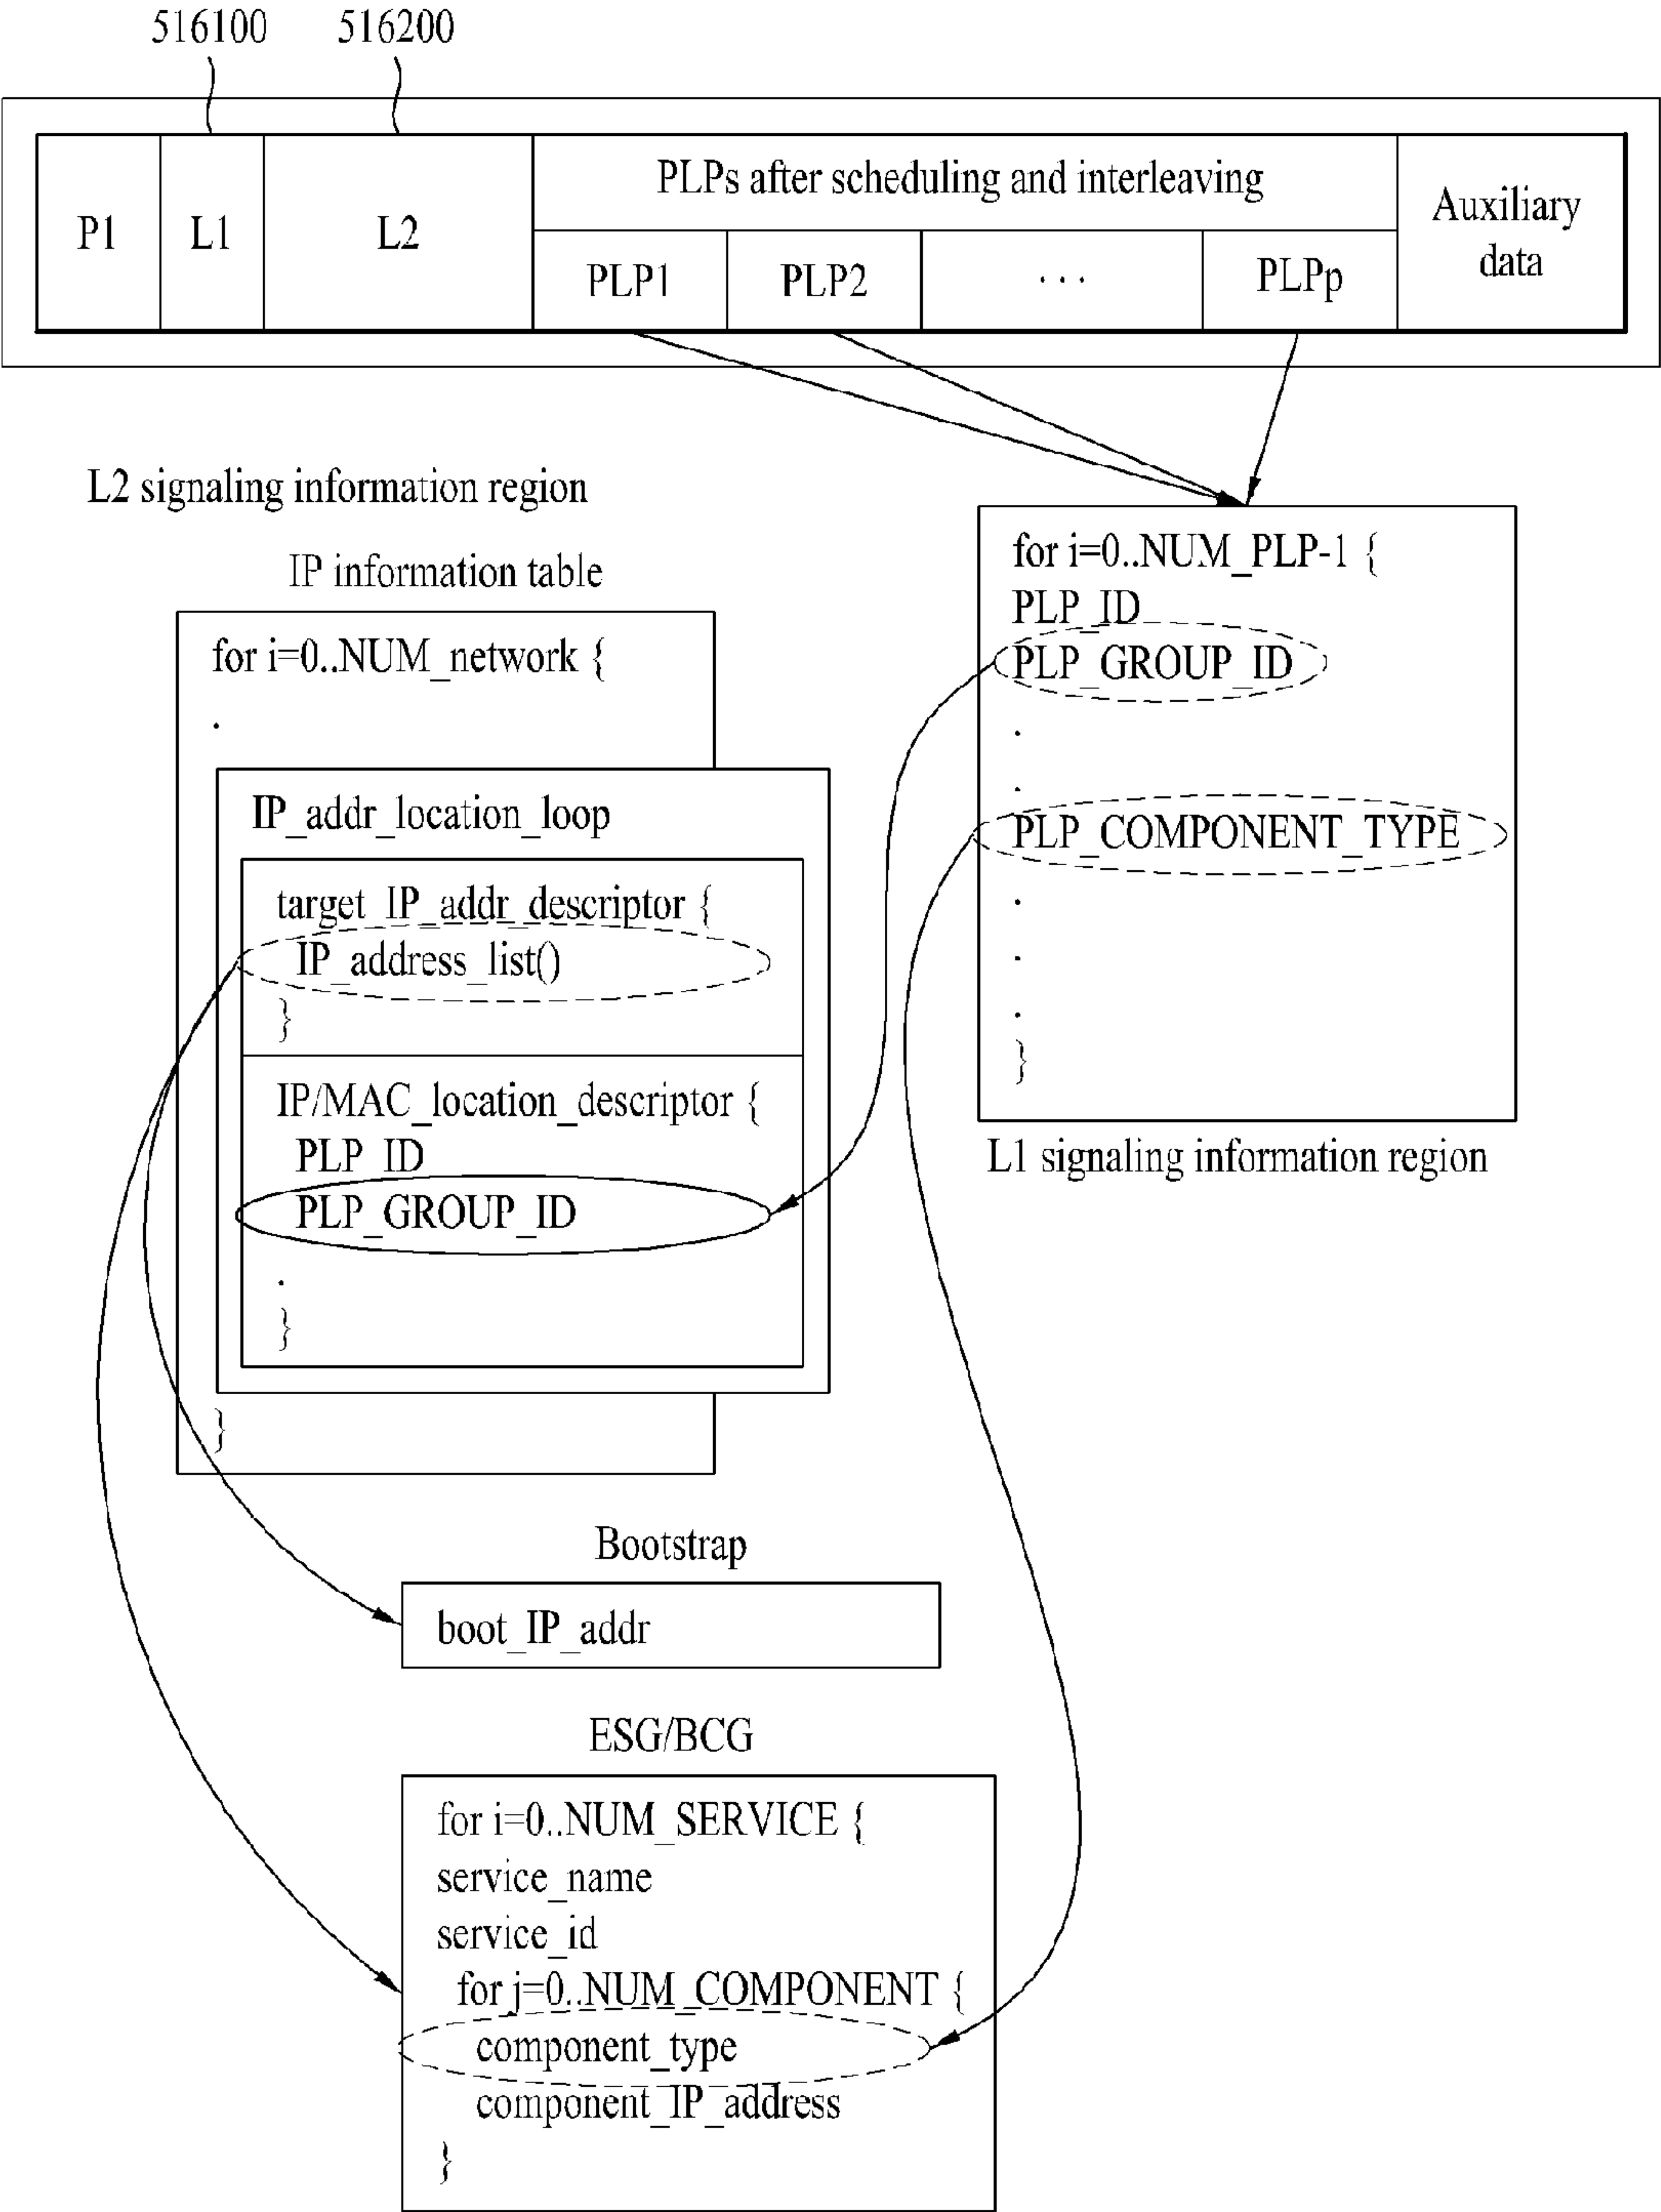 516100 516200
PLPs after scheduling and interleaving
P1 L1 L2 Auxiliary
data
PLP1 PLP2 ... PLPp
L2 signaling information region
IP information table
for i=0..NUM_network {
.
IP_addr_location_loop
target_IP_addr_descriptor {
IP_address_list()
}
IP/MAC_location_descriptor {
PLP_ID
PLP_GROUP_ID
.
}
}
for i=0..NUM_PLP-1 {
PLP_ID
PLP_GROUP_ID
.
.
PLP_COMPONENT_TYPE
.
.
.
}
L1 signaling information region
Bootstrap
boot_IP_addr
ESG/BCG
for i=0..NUM_SERVICE {
service_name
service_id
for j=0..NUM_COMPONENT {
component_type
component_IP_address
}